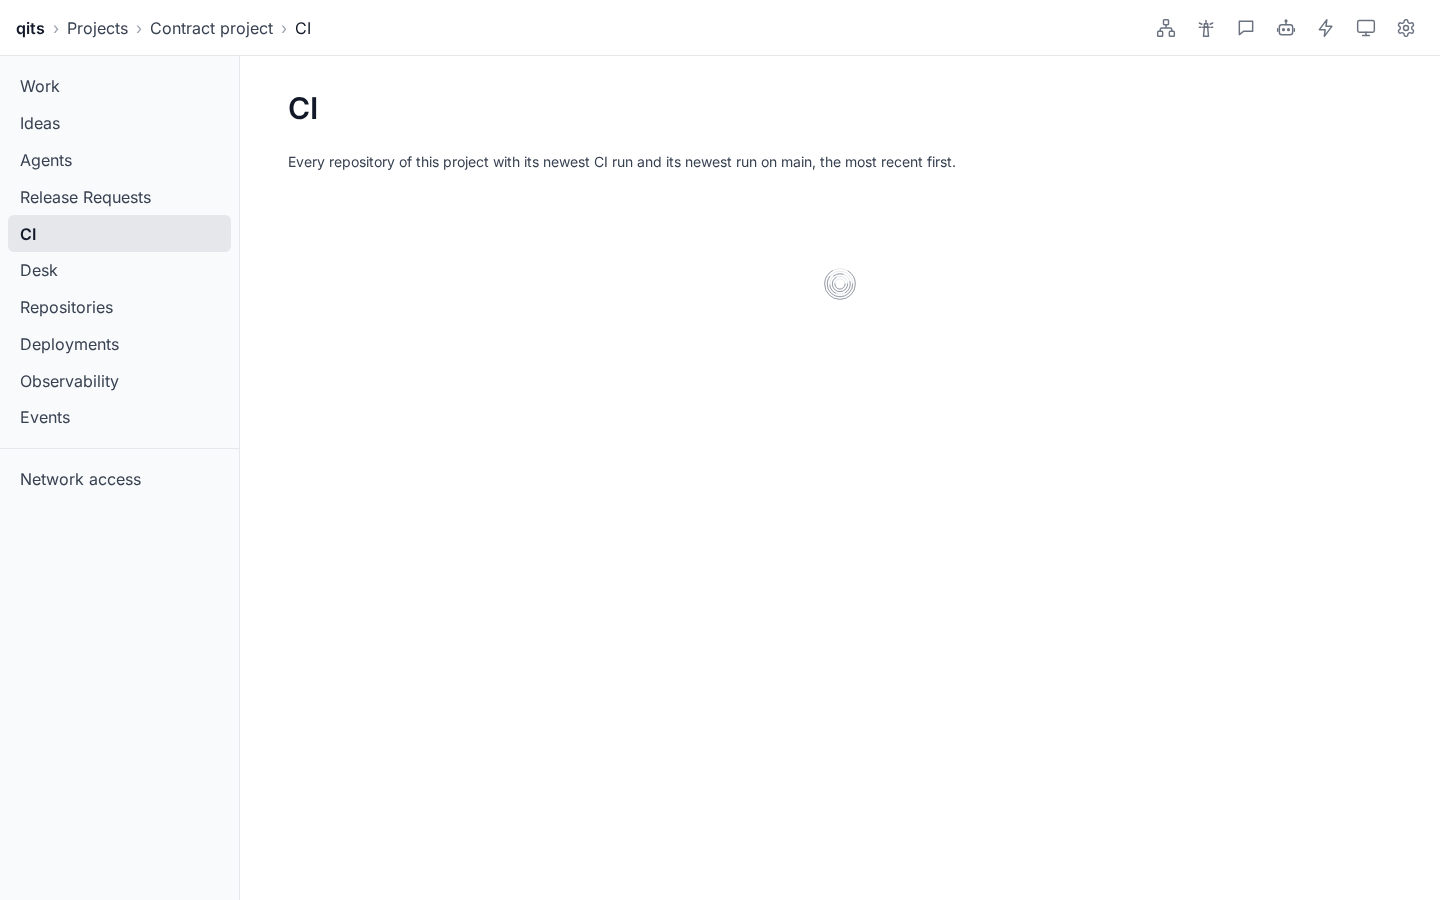 qits › Projects › Contract project › CI
Work
Ideas
Agents
Release Requests
CI
Desk
Repositories
Deployments
Observability
Events
Network access
CI
Every repository of this project with its newest CI run and its newest run on main, the most recent first.